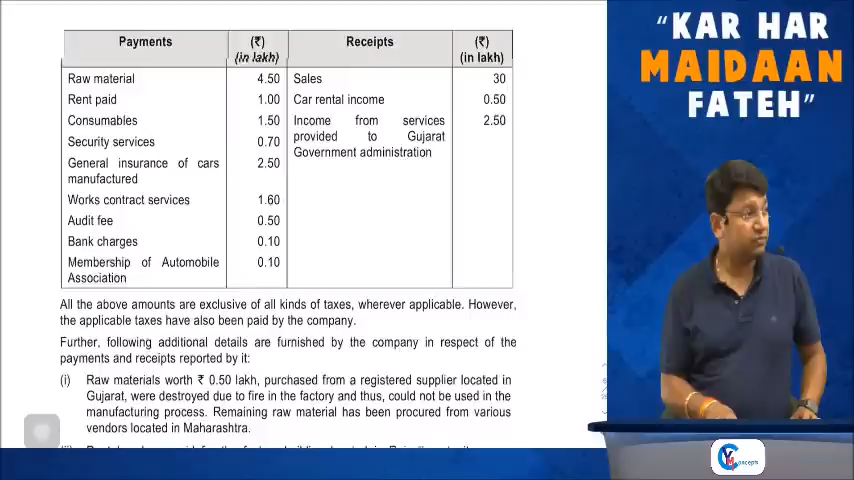 "KAR HAR
MAIDAAN
FATEH"
Payments (₹) Receipts (₹)
(in lakh) (in lakh)
Raw material 4.50 Sales 30
Rent paid 1.00 Car rental income 0.50
Consumables 1.50 Income from services 2.50
provided to Gujarat
Security services 0.70
Government administration
General insurance of cars 2.50
manufactured
Works contract services 1.60
Audit fee 0.50
Bank charges 0.10
Membership of Automobile 0.10
Association
All the above amounts are exclusive of all kinds of taxes, wherever applicable. However,
the applicable taxes have also been paid by the company.
Further, following additional details are furnished by the company in respect of the
payments and receipts reported by it:
(i) Raw materials worth ₹ 0.50 lakh, purchased from a registered supplier located in
Gujarat, were destroyed due to fire in the factory and thus, could not be used in the
manufacturing process. Remaining raw material has been procured from various
vendors located in Maharashtra.